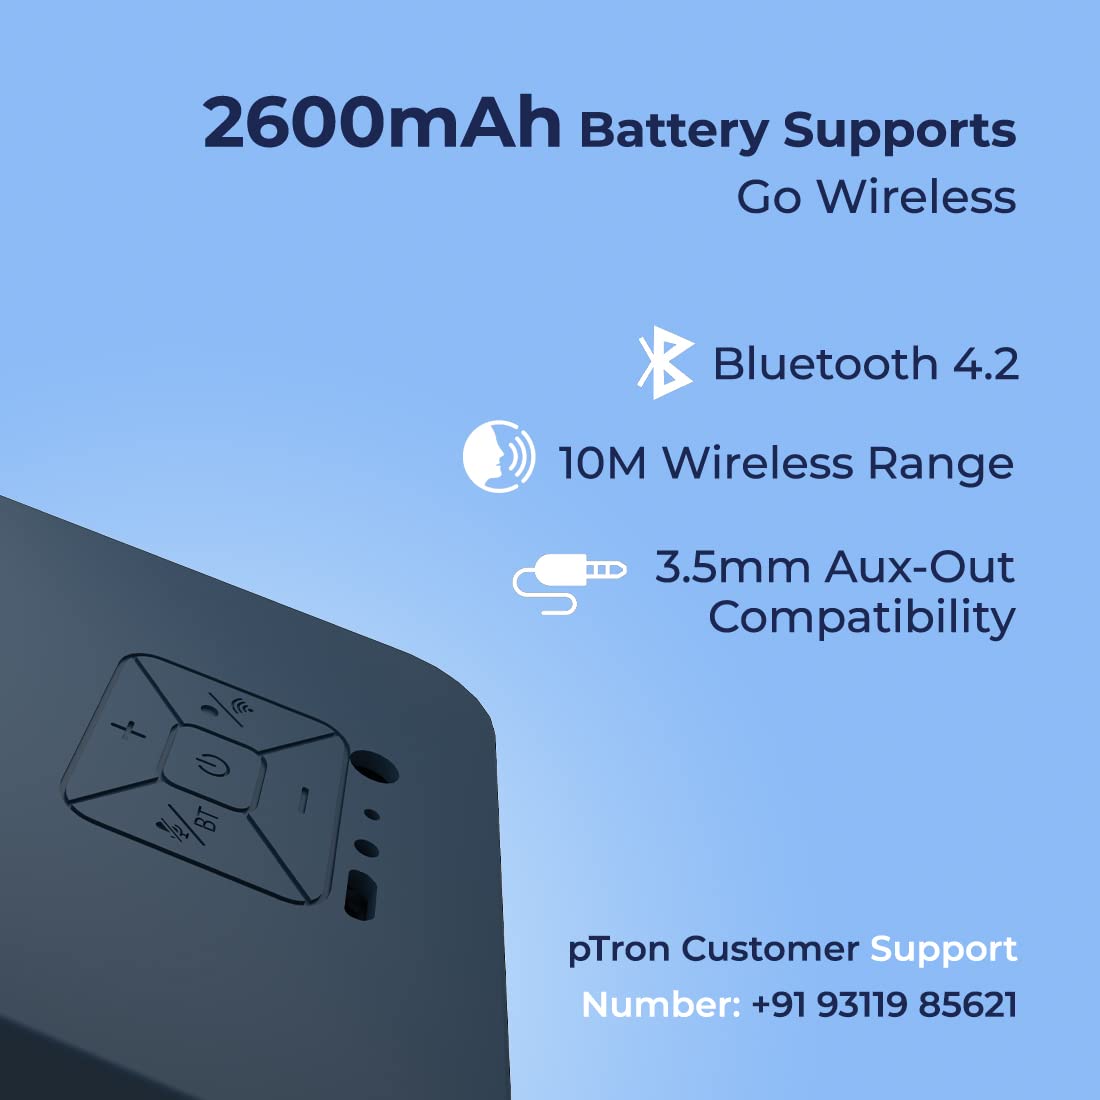 2600mAh Battery Supports
Go Wireless
Bluetooth 4.2
10M Wireless Range
3.5mm Aux-Out
Compatibility
BT
pTron Customer Support
Number: +91 93119 85621